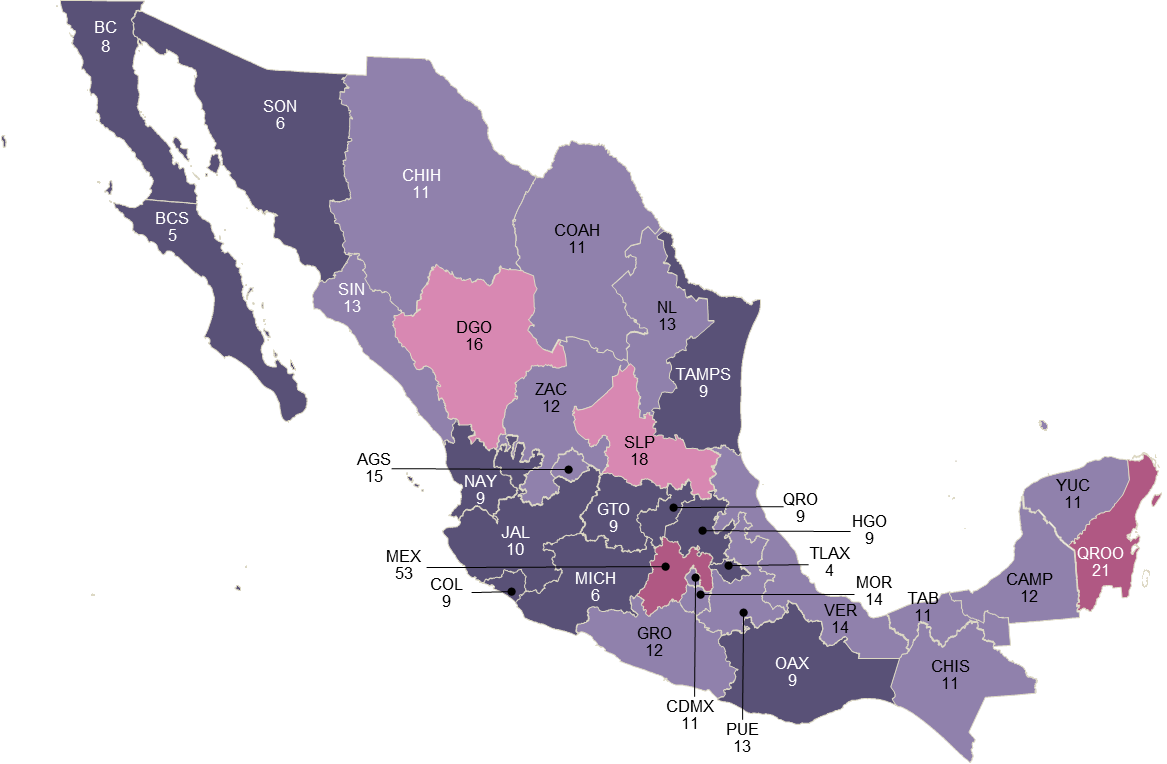 BC
8
SON
6
CHIH
11
BCS
5
COAH
11
SIN
13
NL
13
DGO
16
TAMPS
9
ZAC
12
SLP
18
AGS
15
NAY
9
YUC
11
QRO
9
GTO
9
HGO
9
JAL
10
QROO
21
MEX
53
TLAX
4
COL
9
MICH
6
MOR
14
CAMP
12
TAB
11
VER
14
GRO
12
OAX
9
CHIS
11
CDMX
11
PUE
13